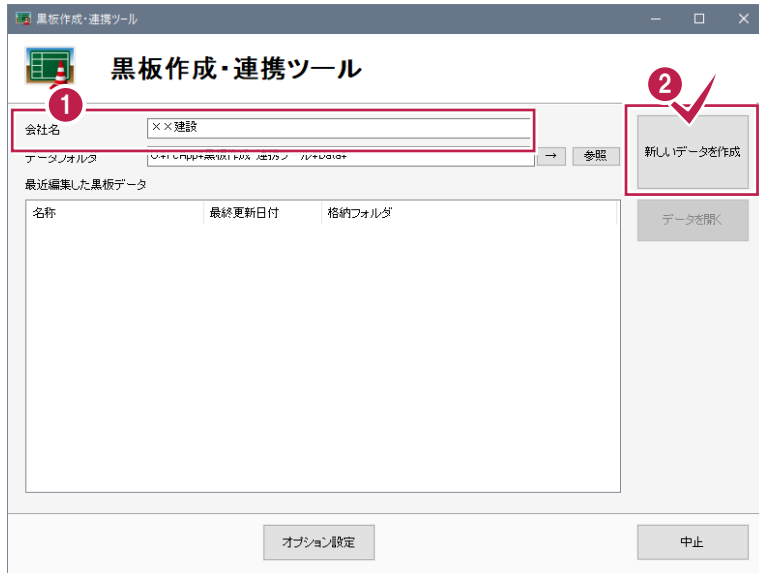 黒板作成・連携ツール
黒板作成・連携ツール
1
2
会社名
××建設
新しいデータを作成
データフォルダ
→
参照
最近編集した黒板データ
名称 最終更新日付 格納フォルダ
データを開く
オプション設定
中止